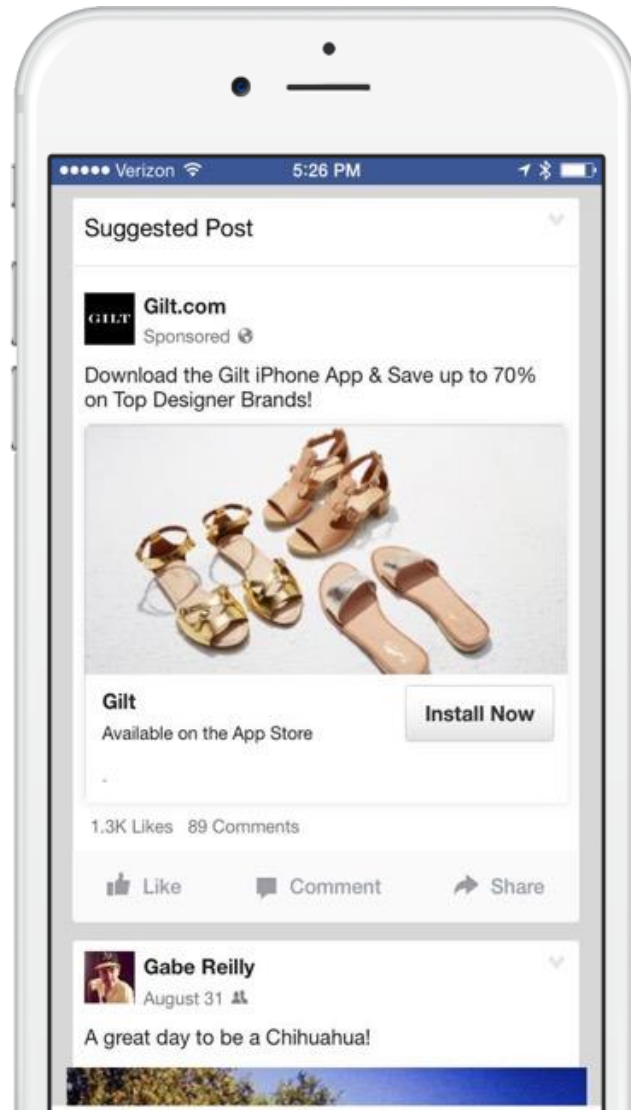 Verizon 5:26 PM
Suggested Post
GILT
Gilt.com
Sponsored
Download the Gilt iPhone App & Save up to 70%
on Top Designer Brands!
Gilt
Available on the App Store
Install Now
.
1.3K Likes 89 Comments
Like Comment Share
Gabe Reilly
August 31
A great day to be a Chihuahua!